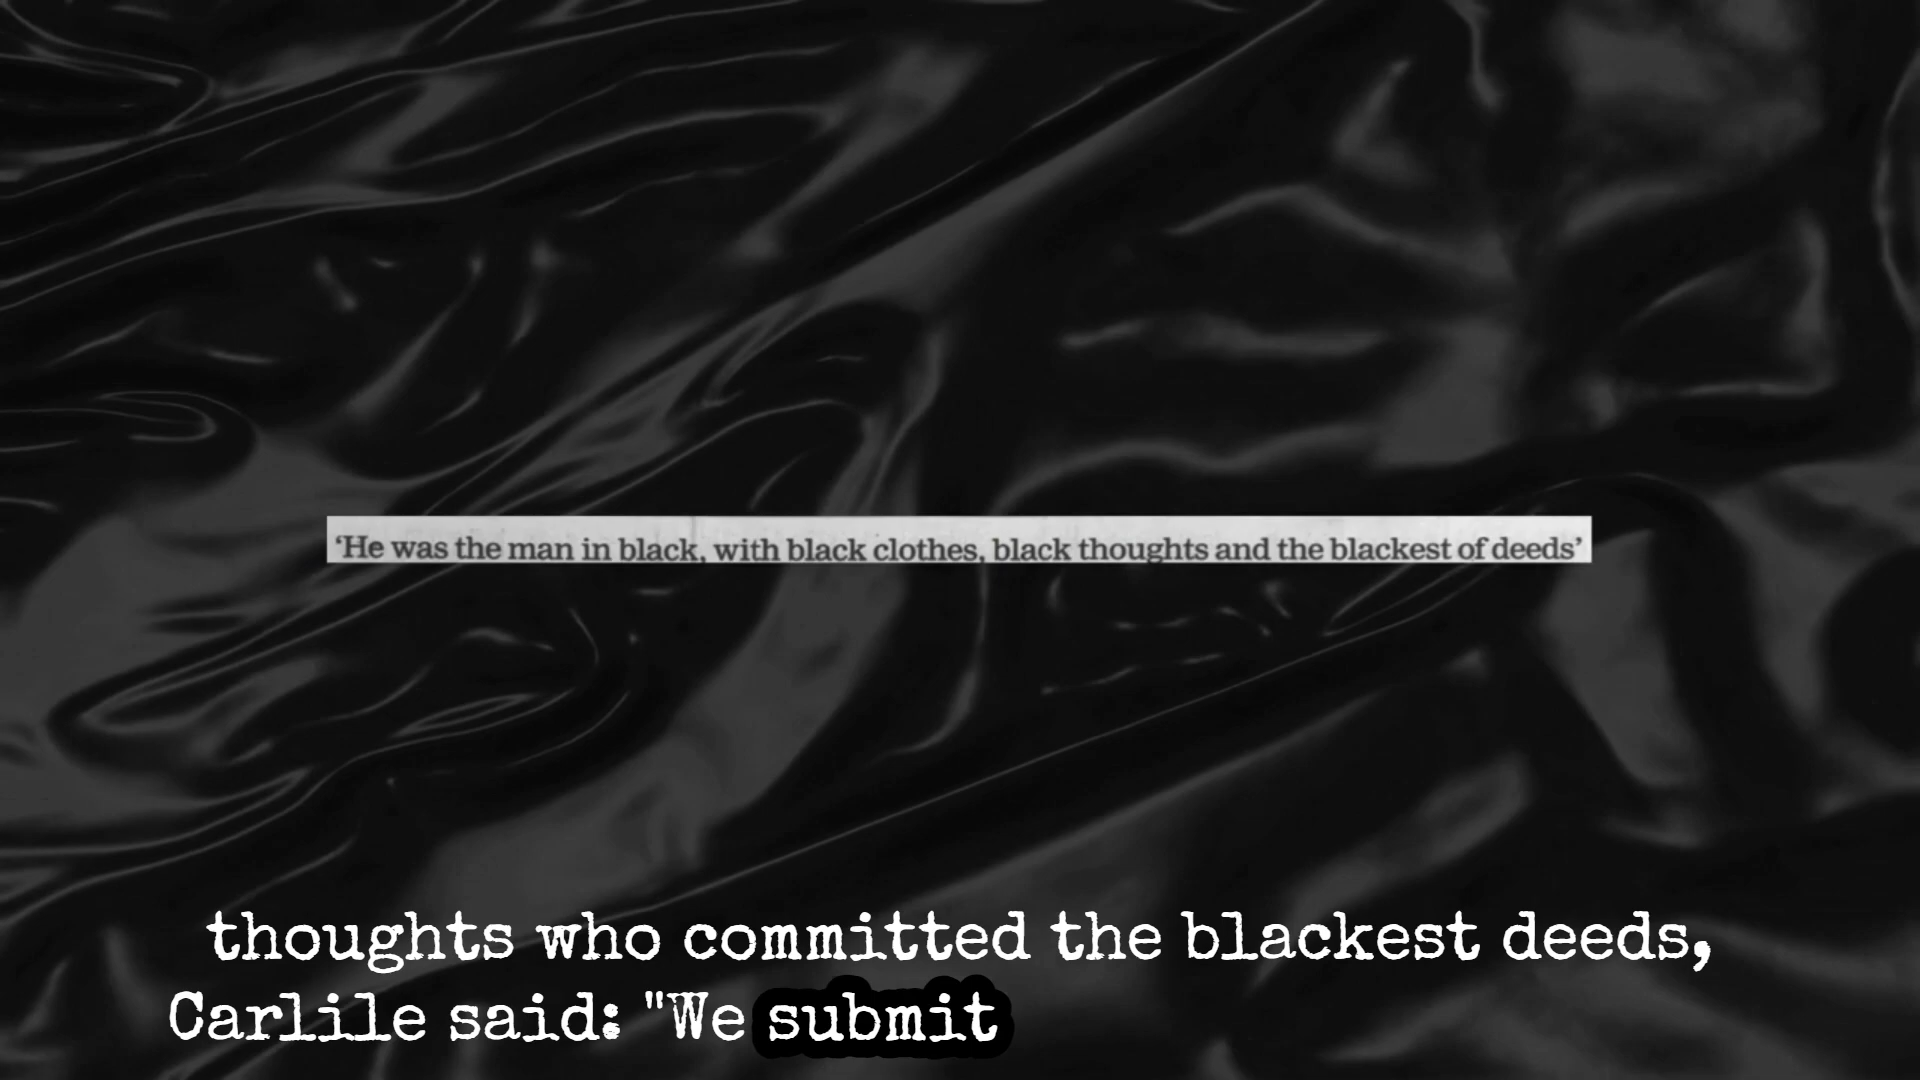 ‘He was the man in black, with black clothes, black thoughts and the blackest of deeds’
thoughts who committed the blackest deeds,
Carlile said: "We submit